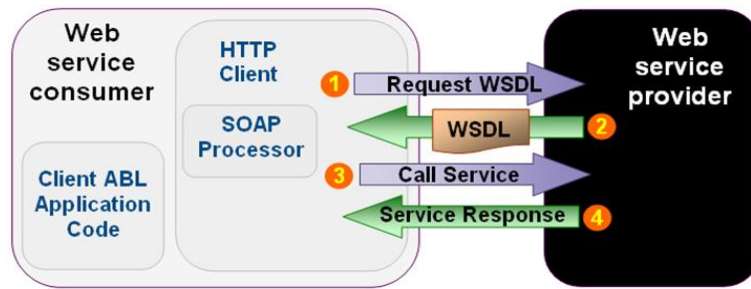 Web
service
consumer
HTTP
Client
SOAP
Processor
Client ABL
Application
Code
1
Request WSDL
WSDL
2
3
Call Service
Service Response
4
Web
service
provider